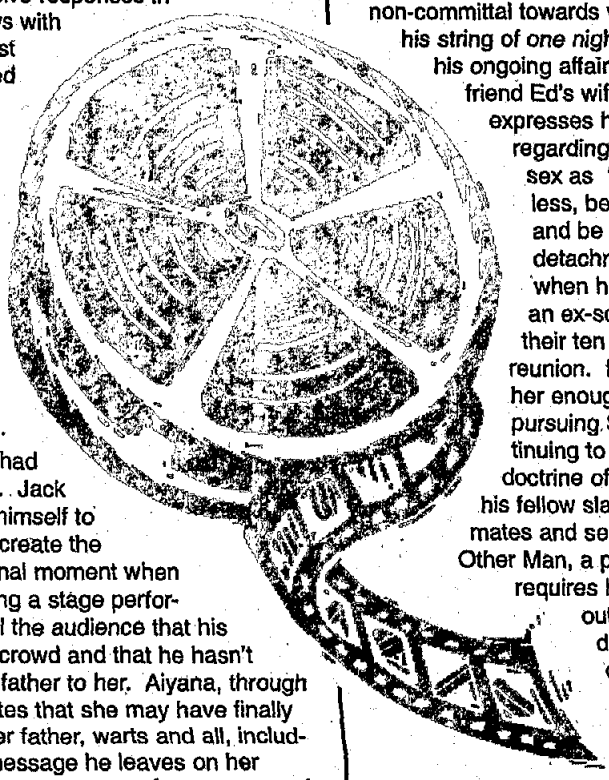 responses in
ws with
st
ed
had
Jack
himself to
create the
nal moment when
ng a stage perfor-
the audience that his
crowd and that he hasn't
father to her. Aiyana, through
tes that she may have finally
er father, warts and all, includ-
message he leaves on her
non-committal towards
his string of one nigh
his ongoing affair
friend Ed's wif
expresses h
regarding
sex as
less, be
and be
detachm
when h
an ex-sc
their ten
reunion.
her enoug
pursuing S
tinuing to
doctrine of
his fellow sla
mates and se
Other Man, a p
requires h
out
d